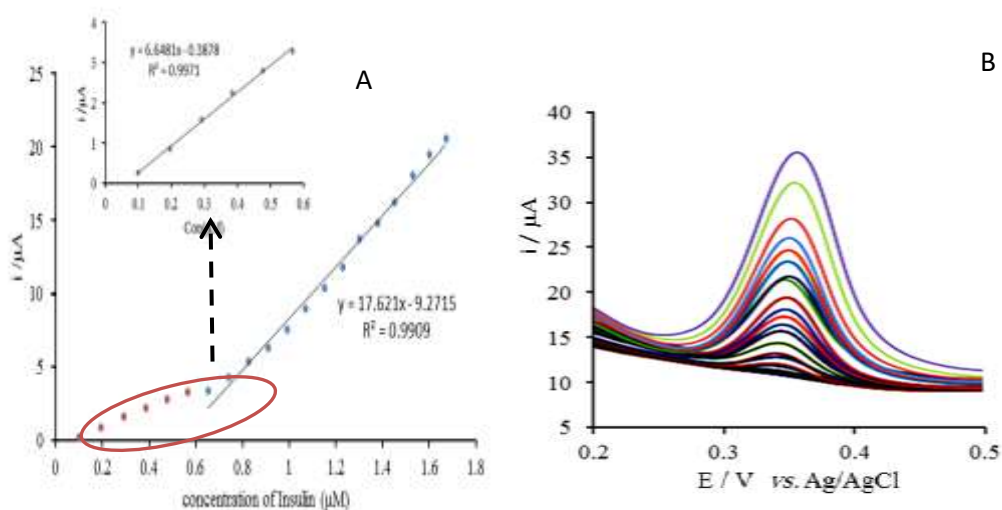 A
y = 6.6481x - 0.3878
R² = 0.9971
i /µA
4
3
2
1
0
0 0.1 0.2 0.3 0.4 0.5 0.6
25
20
15
10
5
0
i /µA
y = 17.621x - 9.2715
R² = 0.9909
0 0.2 0.4 0.6 0.8 1 1.2 1.4 1.6 1.8
concentration of Insulin (µM)
B
40
35
30
25
20
15
10
5
i / µA
0.2 0.3 0.4 0.5
E / V vs. Ag/AgCl